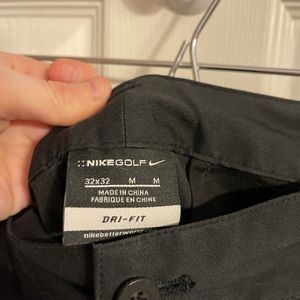 NIKEGOLF
32x32 M M
MADE IN CHINA
FABRIQUE EN CHINE
DRI-FIT